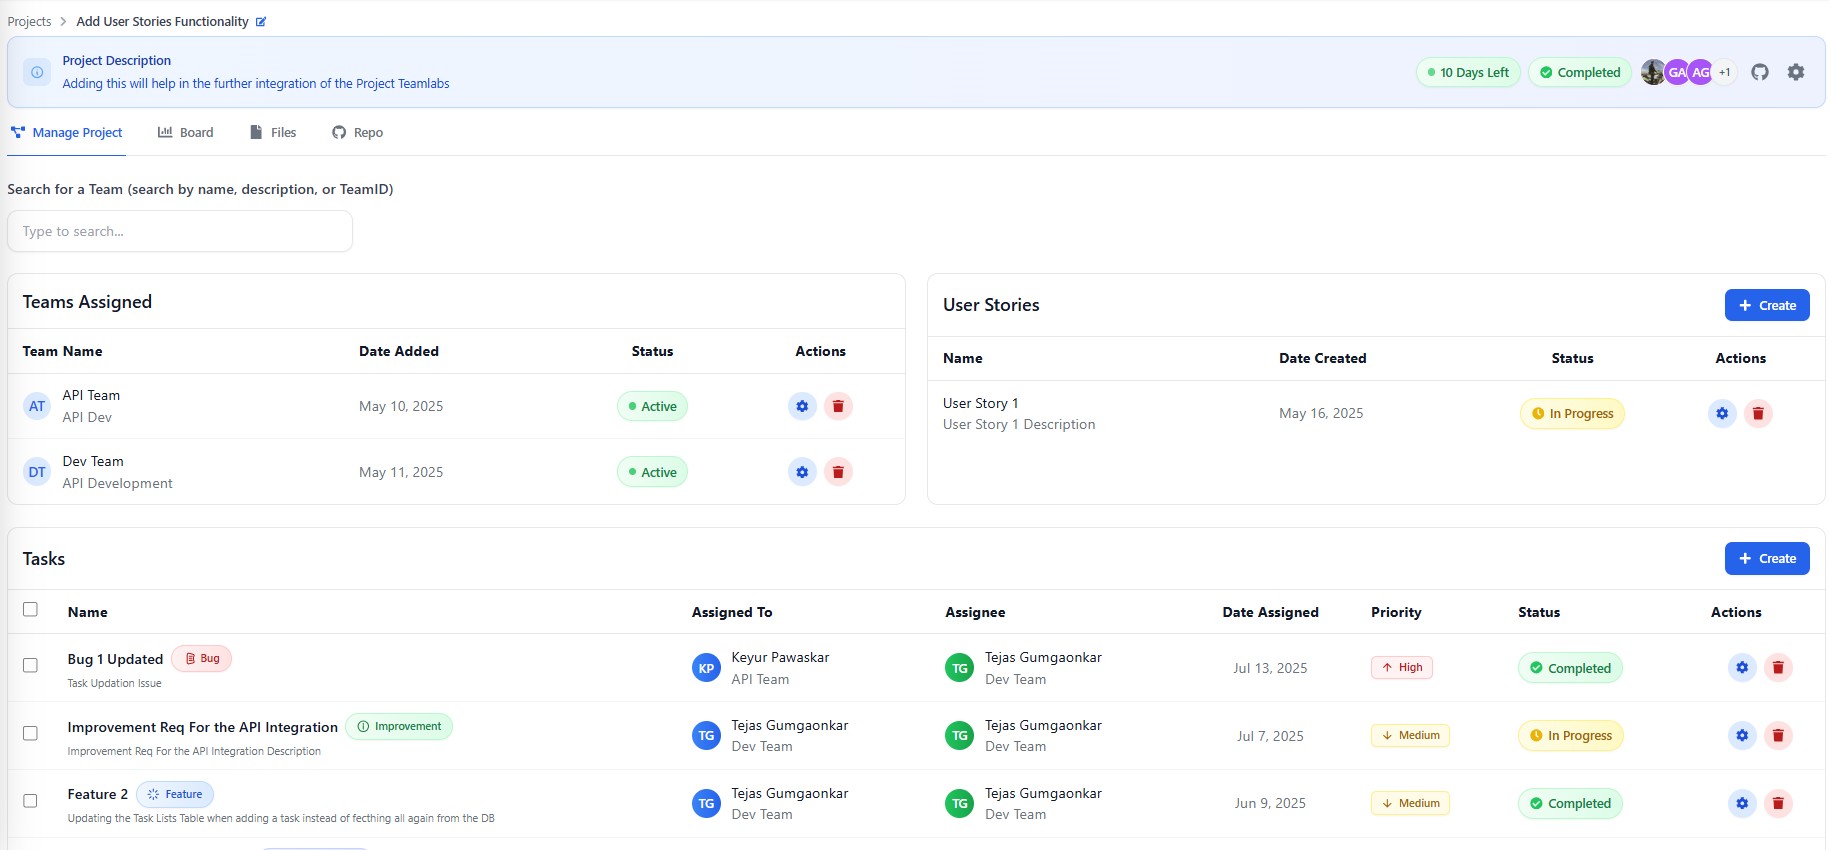 Projects > Add User Stories Functionality
Project Description
Adding this will help in the further integration of the Project Teamlabs
10 Days Left
Completed
GA
AG
+1
Manage Project
Board
Files
Repo
Search for a Team (search by name, description, or TeamID)
Type to search...
Teams Assigned
Team Name Date Added Status Actions
AT API Team May 10, 2025 Active
API Dev
DT Dev Team May 11, 2025 Active
API Development
User Stories
+ Create
Name Date Created Status Actions
User Story 1 May 16, 2025 In Progress
User Story 1 Description
Tasks
+ Create
Name Assigned To Assignee Date Assigned Priority Status Actions
Bug 1 Updated Bug KP Keyur Pawaskar TG Tejas Gumgaonkar Jul 13, 2025 High Completed
Task Updation Issue API Team Dev Team
Improvement Req For the API Integration Improvement TG Tejas Gumgaonkar TG Tejas Gumgaonkar Jul 7, 2025 Medium In Progress
Improvement Req For the API Integration Description Dev Team Dev Team
Feature 2 Feature TG Tejas Gumgaonkar TG Tejas Gumgaonkar Jun 9, 2025 Medium Completed
Updating the Task Lists Table when adding a task instead of fecthing all again from the DB Dev Team Dev Team